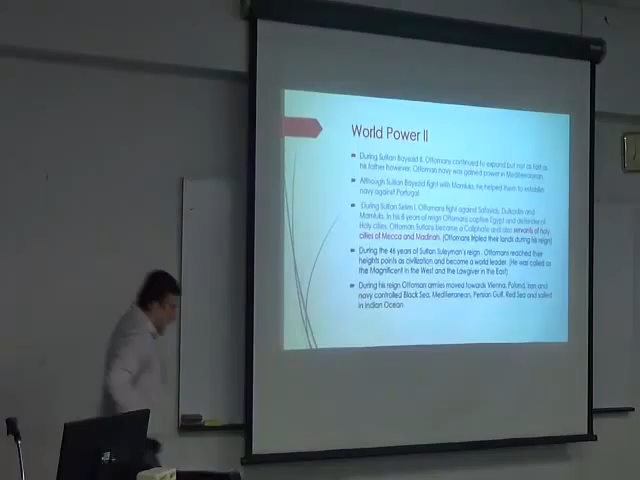 World Power II
During Sultan Bayezid II, Ottomans continued to expand but not as fast as
his father however, Ottoman navy was gained power in Mediterranean.
Although Sultan Bayezid fight with Mamluks, he helped them to establish
navy against Portugal
During Sultan Selim I, Ottomans fight against Safavids, Dulkadirs and
Mamluks. In his 8 years of reign Ottomans captive Egypt and defender of
Holy cities. Ottoman Sultans became a Caliphate and also servants of holy
cities of Mecca and Madinah. (Ottomans tripled their lands during his reign)
During the 46 years of Sultan Suleyman's reign, Ottomans reached their
heights points as civilization and became a world leader. (He was called as
the Magnificent in the West and the Lawgiver in the East)
During his reign Ottoman armies moved towards Vienna, Poland, Iran and
navy controlled Black Sea, Mediterranean, Persian Gulf, Red Sea and sailed
in Indian Ocean